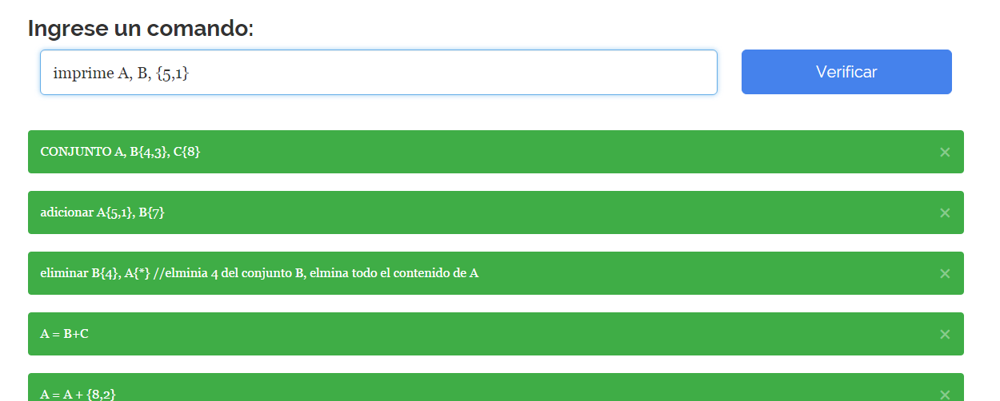 Ingrese un comando:
imprime A, B, {5,1}
Verificar
CONJUNTO A, B{4,3}, C{8}
adicionar A{5,1}, B{7}
eliminar B{4}, A{*} //elminia 4 del conjunto B, elmina todo el contenido de A
A = B+C
A = A + {8,2}